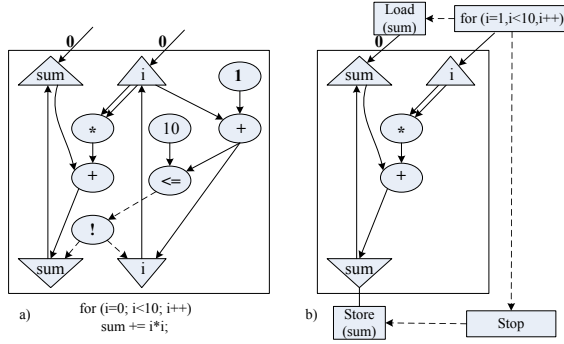 Load
(sum)
for (i=1,i<10,i++)
0
0
0
sum
i
1
sum
i
*
10
+
*
+
<=
+
!
sum
i
sum
for (i=0; i<10; i++)
sum += i*i;
a)
b)
Store
(sum)
Stop